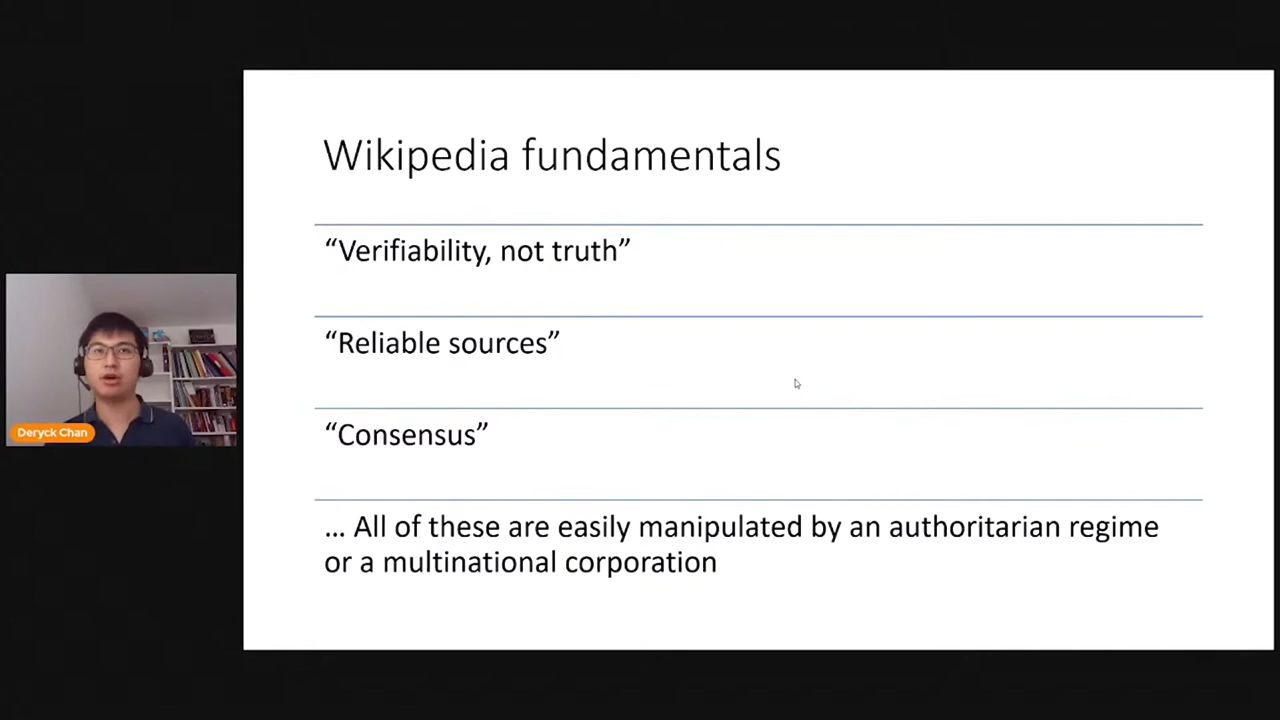 Wikipedia fundamentals
“Verifiability, not truth”
“Reliable sources”
“Consensus”
… All of these are easily manipulated by an authoritarian regime
or a multinational corporation
Deryck Chan